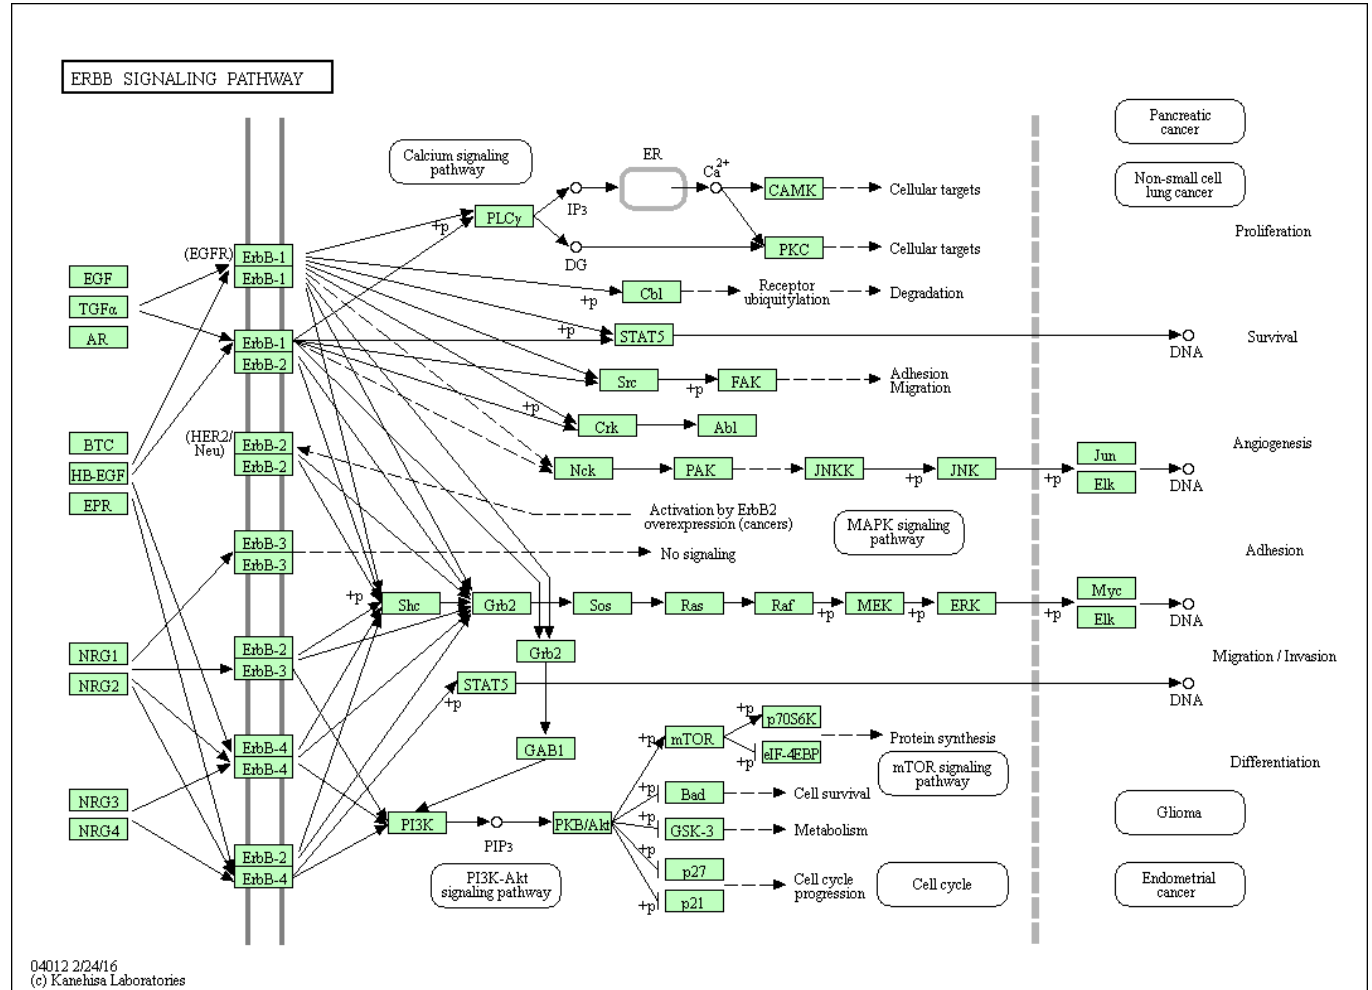 ERBB SIGNALING PATHWAY
Calcium signaling
pathway
ER
Ca2+
IP3
DG
PLCγ
+p
CAMK
Cellular targets
PKC
Cellular targets
Pancreatic
cancer
Non-small cell
lung cancer
Proliferation
(EGFR)
ErbB-1
ErbB-1
EGF
TGFα
AR
ErbB-1
ErbB-2
+p
Cbl
Receptor
ubiquitylation
Degradation
+p
STAT5
DNA
Survival
Src
+p
FAK
Adhesion
Migration
+p
Crk
Abl
BTC
HB-EGF
EPR
(HER2/
Neu)
ErbB-2
ErbB-2
Nck
PAK
JNKK
+p
JNK
+p
Jun
Elk
DNA
Angiogenesis
Activation by ErbB2
overexpression (cancers)
MAPK signaling
pathway
ErbB-3
ErbB-3
No signaling
Adhesion
+p
Shc
Grb2
Sos
Ras
Raf
+p
MEK
+p
ERK
+p
Myc
Elk
DNA
NRG1
NRG2
ErbB-2
ErbB-3
Grb2
STAT5
+p
DNA
Migration / Invasion
ErbB-4
ErbB-4
GAB1
+p
mTOR
+p
p70S6K
+p
eIF-4EBP
Protein synthesis
mTOR signaling
pathway
Differentiation
NRG3
NRG4
PI3K
PIP3
PKB/Akt
+p
Bad
Cell survival
+p
GSK-3
Metabolism
Glioma
ErbB-2
ErbB-4
PI3K-Akt
signaling pathway
+p
p27
+p
p21
Cell cycle
progression
Cell cycle
Endometrial
cancer
04012 2/24/16
(c) Kanehisa Laboratories